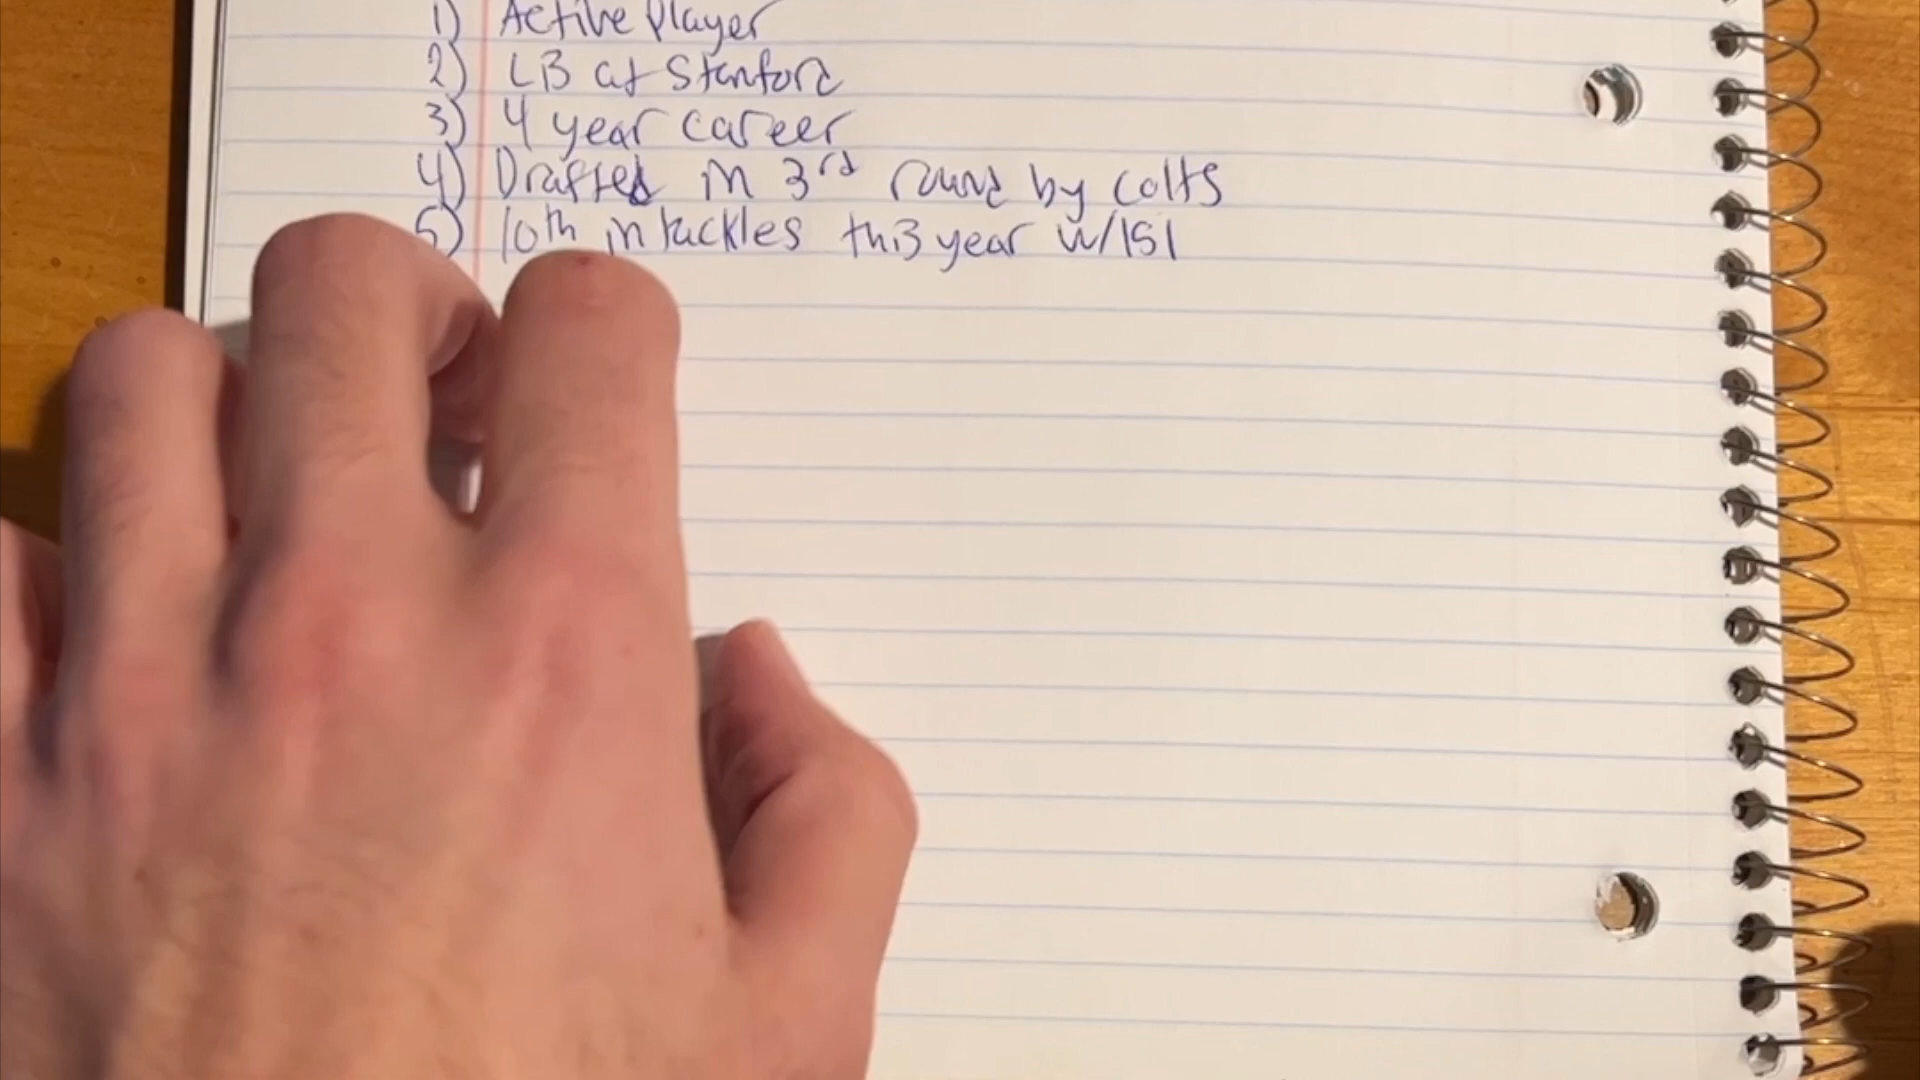 1) Active Player
2) LB at Stanford
3) 4 year career
4) Drafted in 3rd round by Colts
5) 10th in tackles this year w/151